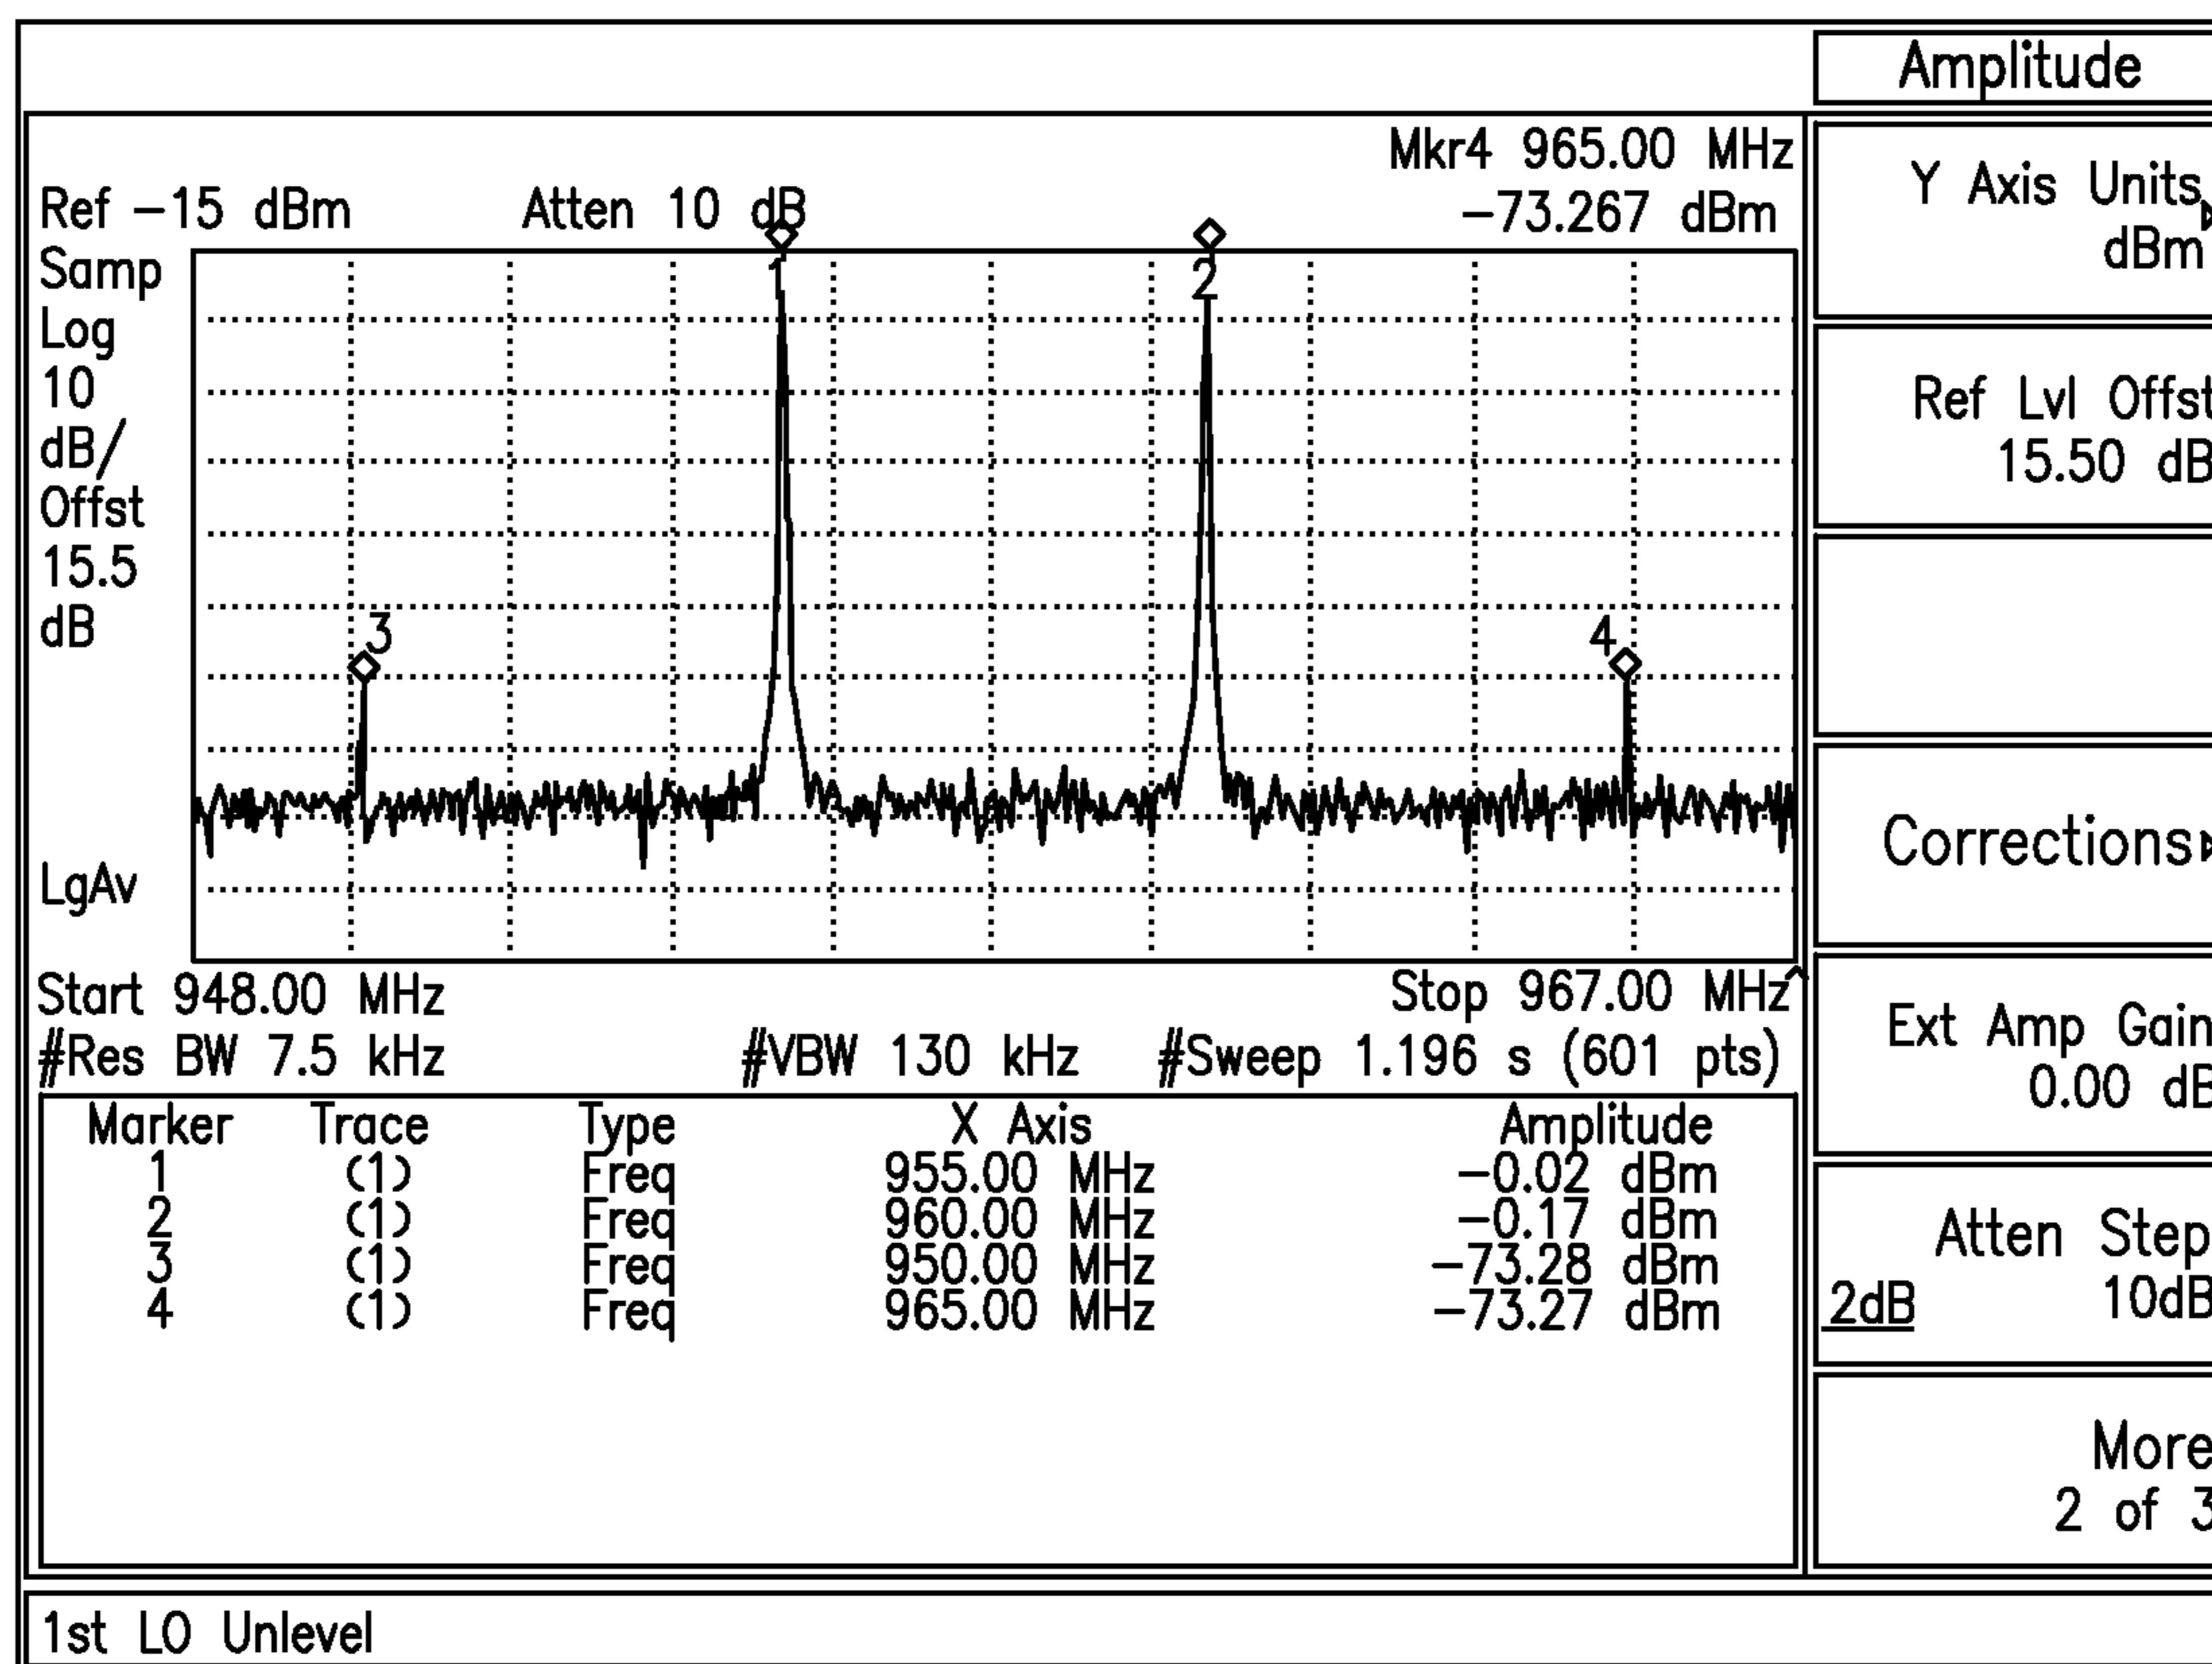 Amplitude
Mkr4 965.00 MHz
Ref -15 dBm Atten 10 dB -73.267 dBm
Samp
Log
10
dB/
Offst
15.5
dB
LgAv
1
2
3
4
Start 948.00 MHz Stop 967.00 MHz^
#Res BW 7.5 kHz #VBW 130 kHz #Sweep 1.196 s (601 pts)
Marker Trace Type X Axis Amplitude
1 (1) Freq 955.00 MHz -0.02 dBm
2 (1) Freq 960.00 MHz -0.17 dBm
3 (1) Freq 950.00 MHz -73.28 dBm
4 (1) Freq 965.00 MHz -73.27 dBm
Y Axis Units
dBm
Ref Lvl Offst
15.50 dB
Corrections
Ext Amp Gain
0.00 dB
Atten Step
2dB 10dB
More
2 of 3
1st LO Unlevel